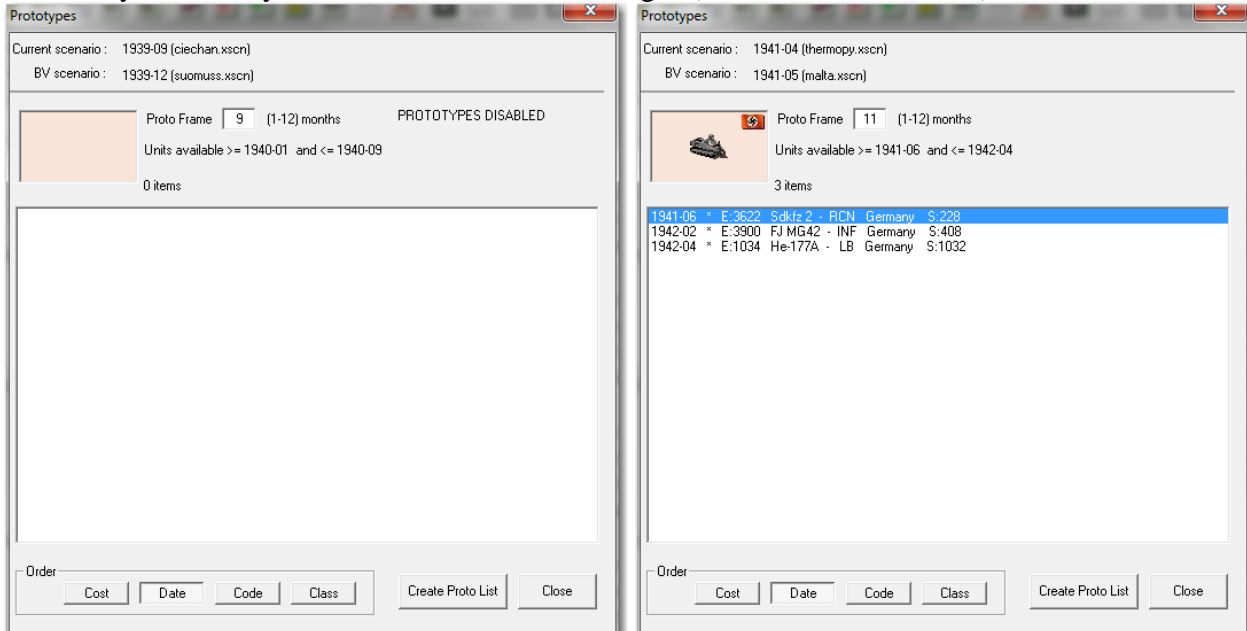 Prototypes
Current scenario : 1939-09 (ciechan.xscn)
BV scenario : 1939-12 (suomuss.xscn)
Proto Frame 9 (1-12) months PROTOTYPES DISABLED
Units available >= 1940-01 and <= 1940-09
0 items
Order
Cost Date Code Class Create Proto List Close
Prototypes
Current scenario : 1941-04 (thermopy.xscn)
BV scenario : 1941-05 (malta.xscn)
Proto Frame 11 (1-12) months
Units available >= 1941-06 and <= 1942-04
3 items
1941-06 * E:3622 Sdkfz 2 - RCN Germany S:228
1942-02 * E:3900 FJ MG42 - INF Germany S:408
1942-04 * E:1034 He-177A - LB Germany S:1032
Order
Cost Date Code Class Create Proto List Close